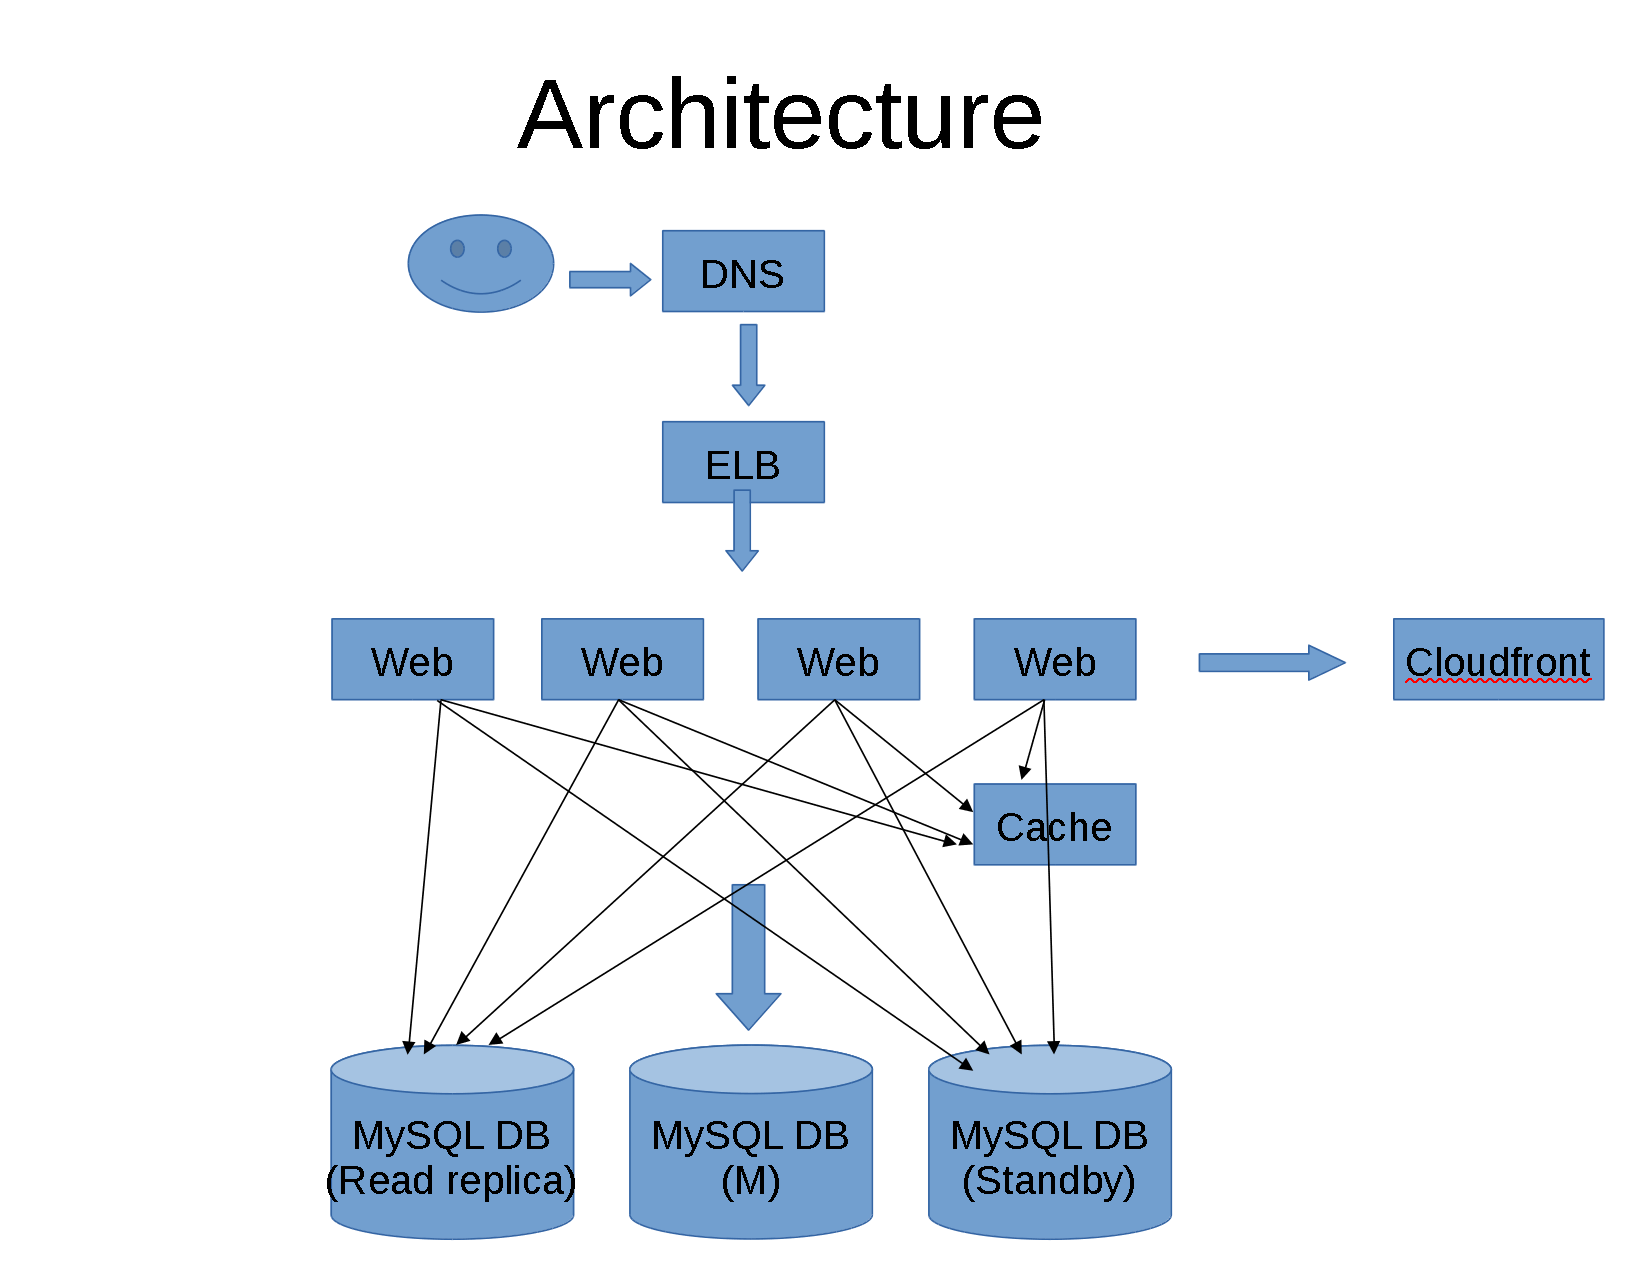 Architecture
DNS
ELB
Web
Web
Web
Web
Cloudfront
Cache
MySQL DB
(Read replica)
MySQL DB
(M)
MySQL DB
(Standby)